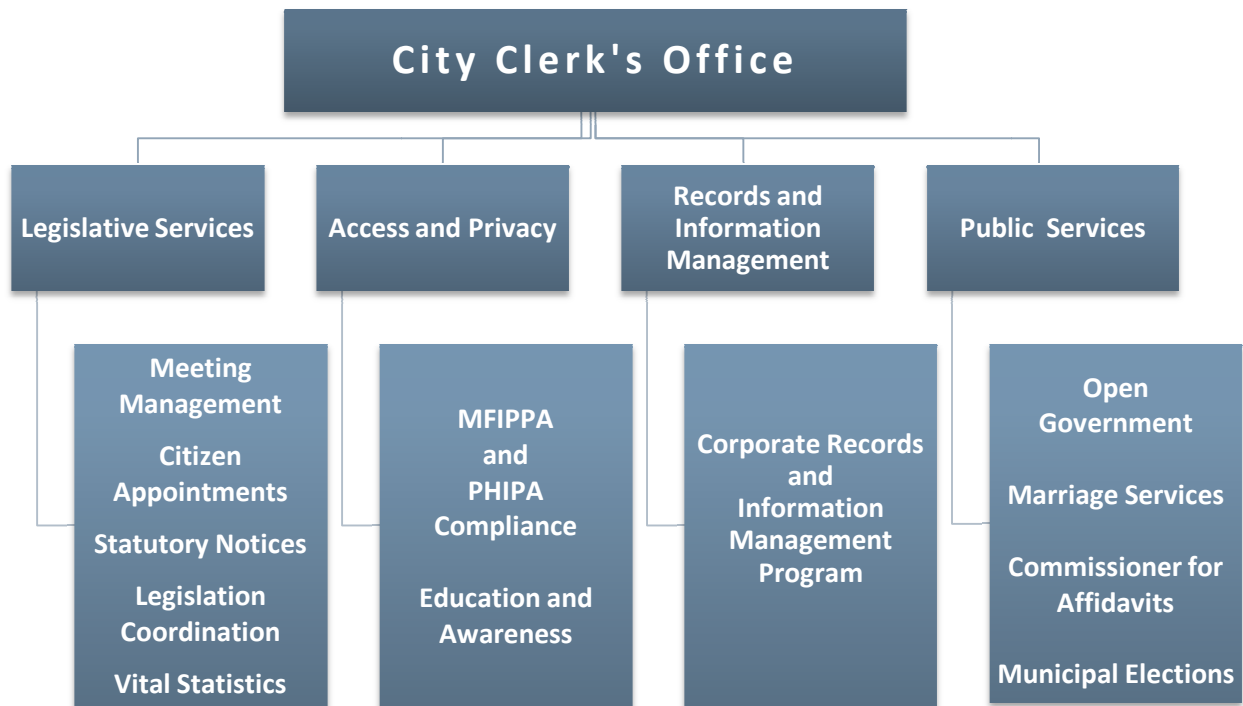 City Clerk's Office
Legislative Services
Access and Privacy
Records and
Information
Management
Public Services
Meeting
Management
Citizen
Appointments
Statutory Notices
Legislation
Coordination
Vital Statistics
MFIPPA
and
PHIPA
Compliance
Education and
Awareness
Corporate Records
and
Information
Management
Program
Open
Government
Marriage Services
Commissioner for
Affidavits
Municipal Elections